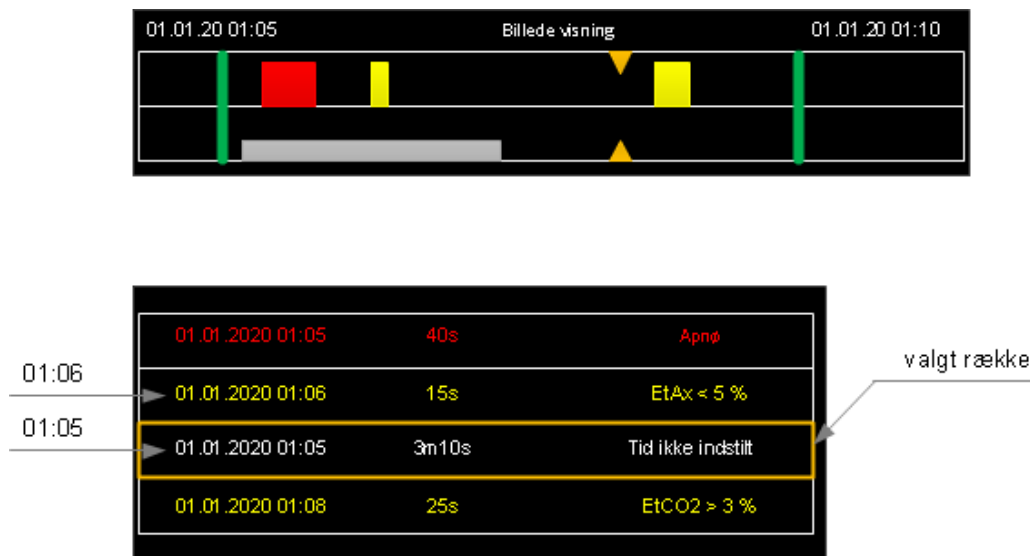 01.01.20 01:05 Billede visning 01.01.20 01:10
01.01.2020 01:05 40s Apnø
01:06
01.01.2020 01:06 15s EtAx < 5 %
valgt række
01:05
01.01.2020 01:05 3m10s Tid ikke indstilt
01.01.2020 01:08 25s EtCO2 > 3 %